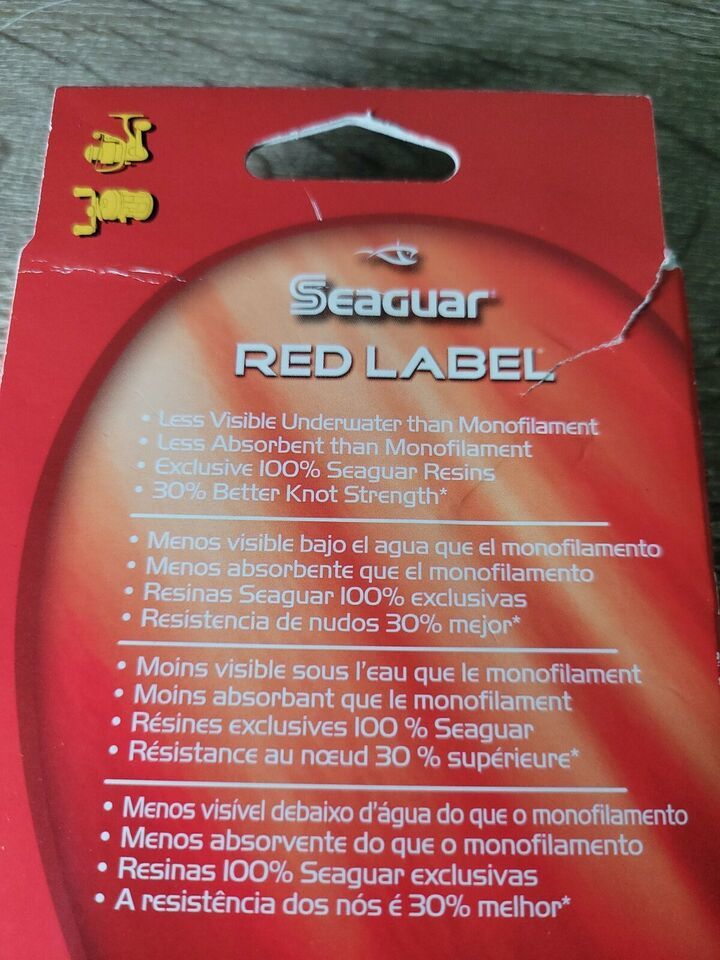 Seaguar
RED LABEL
• Less Visible Underwater than Monofilament
• Less Absorbent than Monofilament
• Exclusive 100% Seaguar Resins
• 30% Better Knot Strength*
• Menos visible bajo el agua que el monofilamento
• Menos absorbente que el monofilamento
• Resinas Seaguar 100% exclusivas
• Resistencia de nudos 30% mejor*
• Moins visible sous l'eau que le monofilament
• Moins absorbant que le monofilament
• Résines exclusives 100 % Seaguar
• Résistance au nœud 30 % supérieure*
• Menos visível debaixo d'água do que o monofilamento
• Menos absorvente do que o monofilamento
• Resinas 100% Seaguar exclusivas
• A resistência dos nós é 30% melhor*